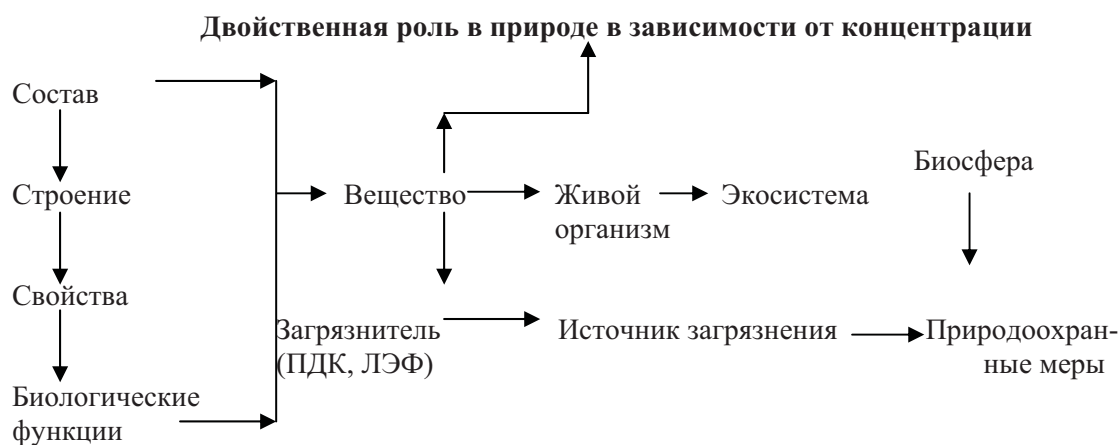 Двойственная роль в природе в зависимости от концентрации
Состав
Биосфера
Строение
Вещество
Живой
организм
Экосистема
Свойства
Загрязнитель
(ПДК, ЛЭФ)
Источник загрязнения
Природоохран-
ные меры
Биологические
функции